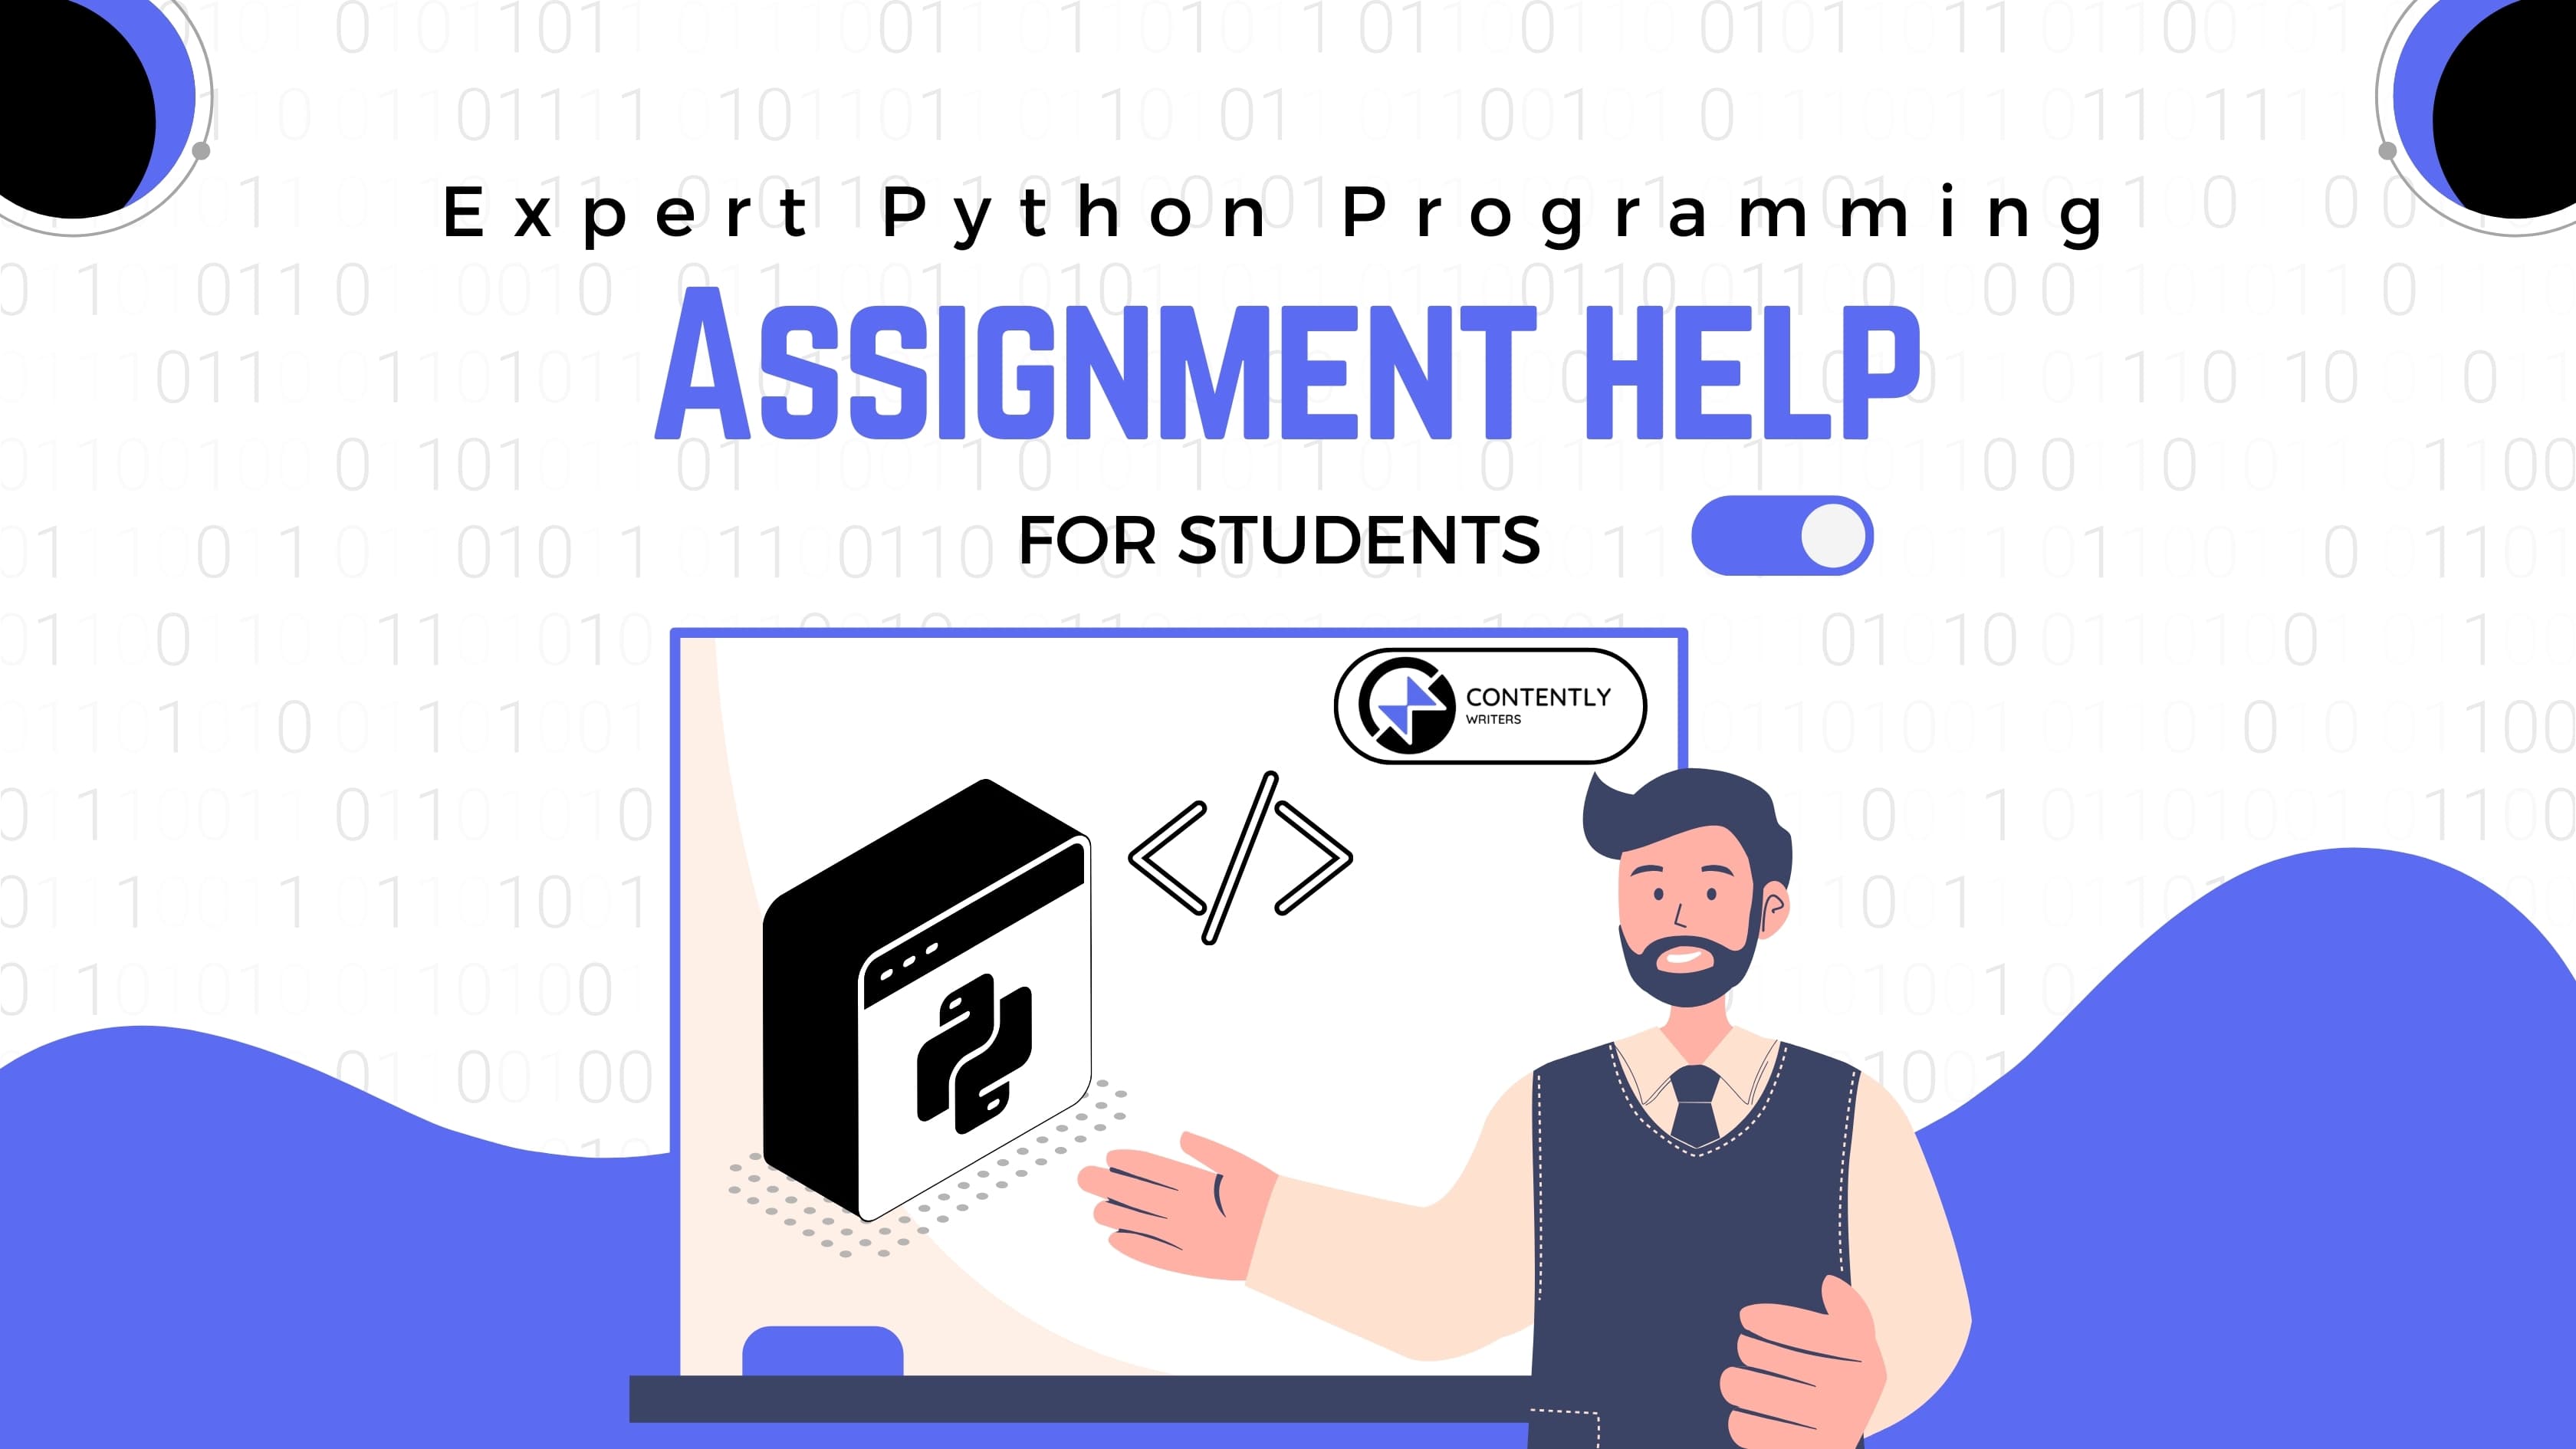 Expert Python Programming
ASSIGNMENT HELP
FOR STUDENTS
CONTENTLY
WRITERS